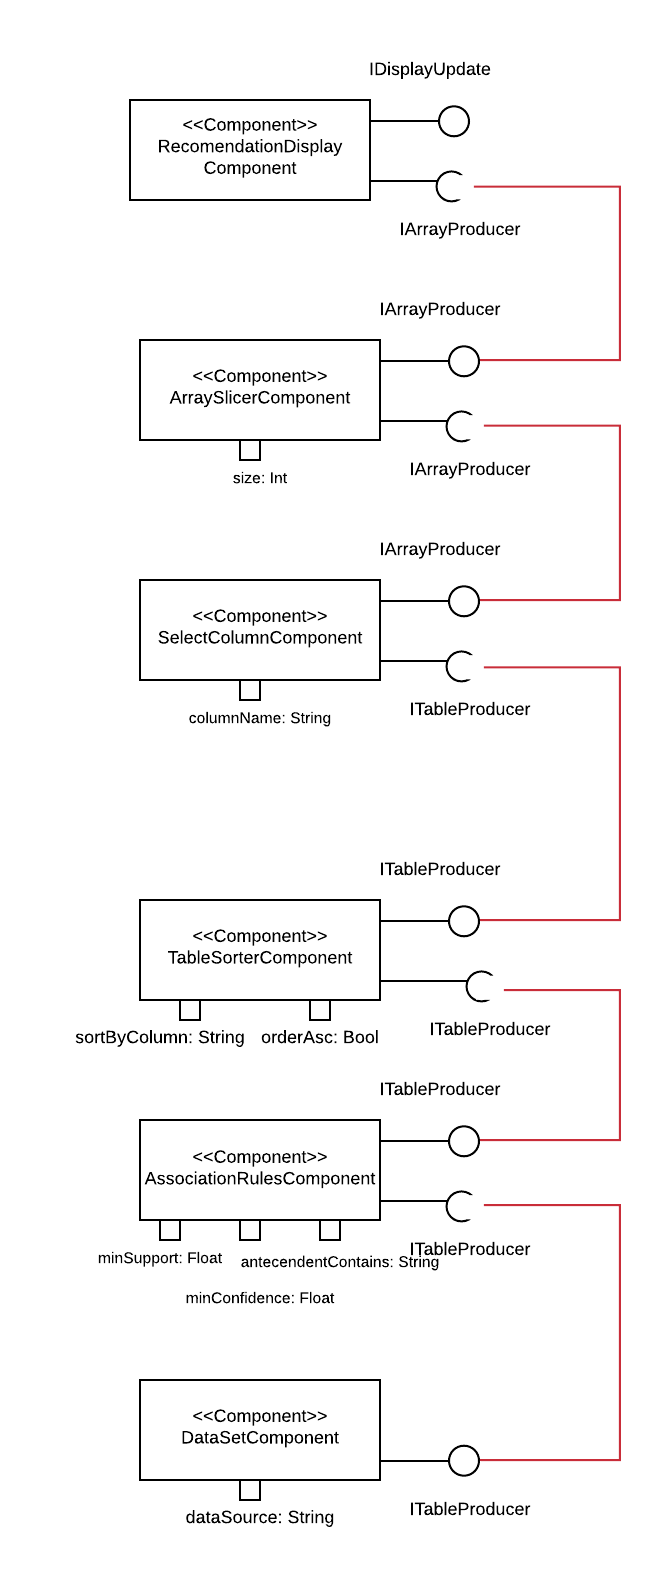 IDisplayUpdate
<<Component>>
RecomendationDisplay
Component
IArrayProducer
IArrayProducer
<<Component>>
ArraySlicerComponent
IArrayProducer
size: Int
IArrayProducer
<<Component>>
SelectColumnComponent
ITableProducer
columnName: String
ITableProducer
<<Component>>
TableSorterComponent
ITableProducer
sortByColumn: String
orderAsc: Bool
ITableProducer
<<Component>>
AssociationRulesComponent
ITableProducer
minSupport: Float
antecendentContains: String
minConfidence: Float
<<Component>>
DataSetComponent
ITableProducer
dataSource: String